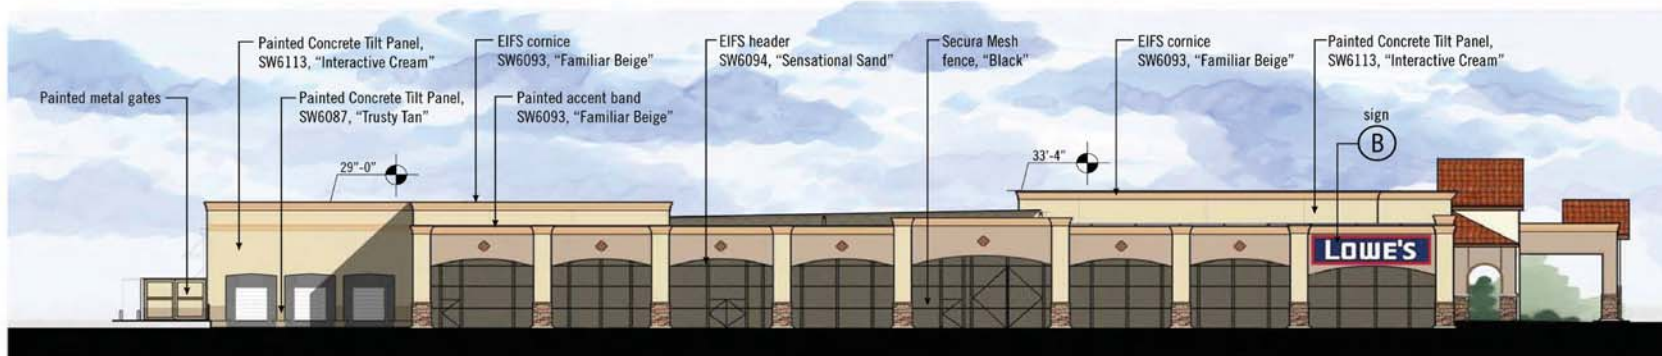 Painted Concrete Tilt Panel,
SW6113, “Interactive Cream”
EIFS cornice
SW6093, “Familiar Beige”
EIFS header
SW6094, “Sensational Sand”
Secura Mesh
fence, “Black”
EIFS cornice
SW6093, “Familiar Beige”
Painted Concrete Tilt Panel,
SW6113, “Interactive Cream”
Painted metal gates
Painted Concrete Tilt Panel,
SW6087, “Trusty Tan”
Painted accent band
SW6093, “Familiar Beige”
sign
B
29"-0"
33'-4"
LOWE'S